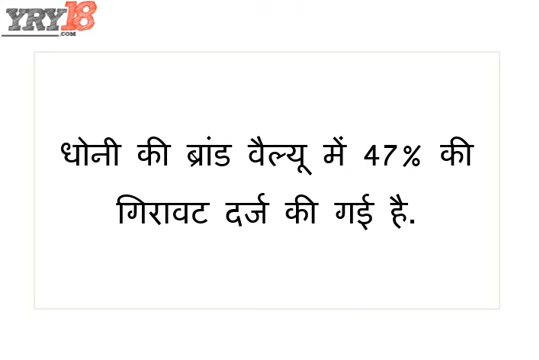 YRY18
.COM
धोनी की ब्रांड वैल्यू में 47% की
गिरावट दर्ज की गई है.